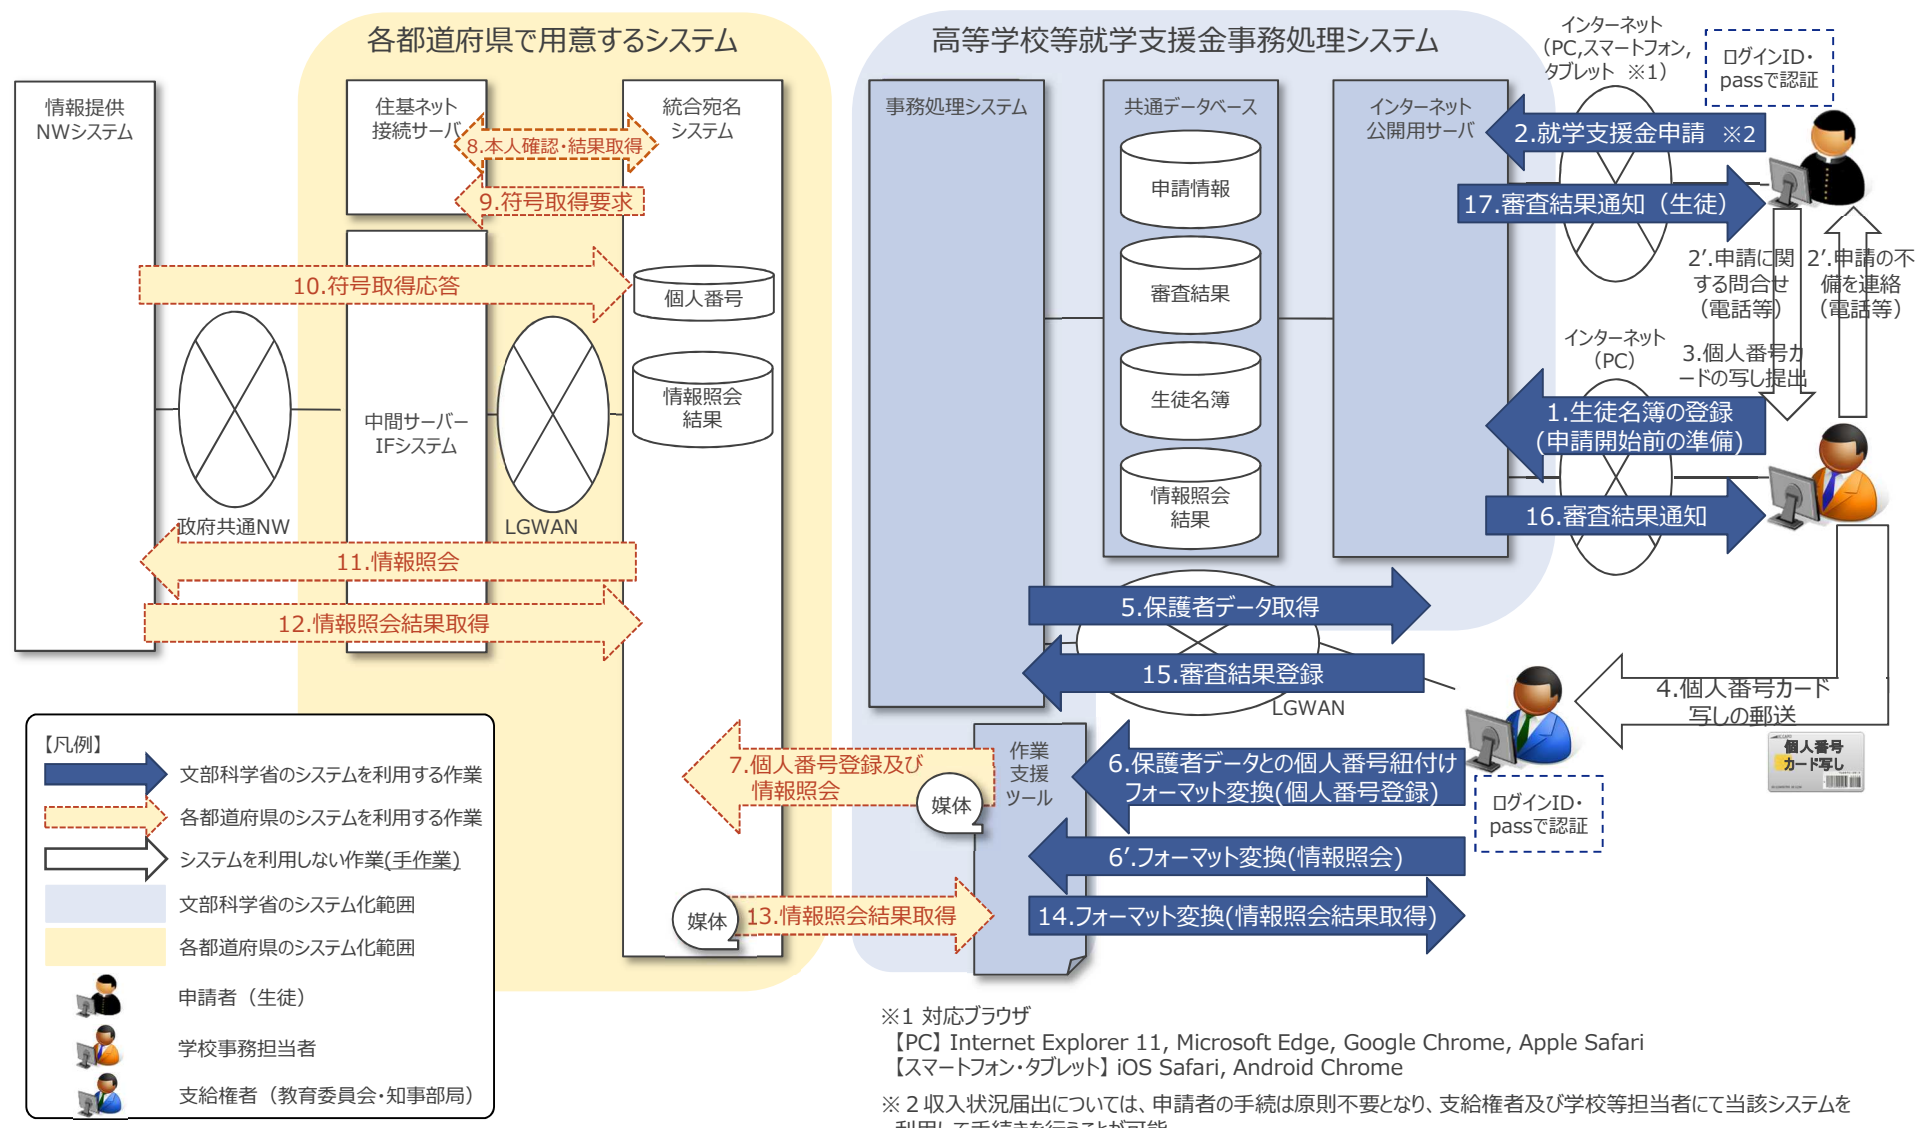 各都道府県で用意するシステム
高等学校等就学支援金事務処理システム
インターネット
（PC,スマートフォン,
タブレット　※1）
ログインID・
passで認証
情報提供
NWシステム
住基ネット
接続サーバ
統合宛名
システム
事務処理システム
共通データベース
インターネット
公開用サーバ
8.本人確認・結果取得
9.符号取得要求
10.符号取得応答
個人番号
情報照会
結果
中間サーバー
IFシステム
政府共通NW
LGWAN
11.情報照会
12.情報照会結果取得
申請情報
審査結果
生徒名簿
情報照会
結果
2.就学支援金申請　※2
17.審査結果通知（生徒）
2’.申請に関
する問合せ
（電話等）
2’.申請の不
備を連絡
（電話等）
インターネット
（PC）
3.個人番号カ
ードの写し提出
1.生徒名簿の登録
(申請開始前の準備)
16.審査結果通知
5.保護者データ取得
15.審査結果登録
LGWAN
4.個人番号カード
写しの郵送
個人番号
カード写し
作業
支援
ツール
7.個人番号登録及び
情報照会
媒体
6.保護者データとの個人番号紐付け
フォーマット変換(個人番号登録)
ログインID・
passで認証
6’.フォーマット変換(情報照会)
媒体
13.情報照会結果取得
14.フォーマット変換(情報照会結果取得)
【凡例】
文部科学省のシステムを利用する作業
各都道府県のシステムを利用する作業
システムを利用しない作業(手作業)
文部科学省のシステム化範囲
各都道府県のシステム化範囲
申請者（生徒）
学校事務担当者
支給権者（教育委員会・知事部局）
※1 対応ブラウザ
【PC】Internet Explorer 11, Microsoft Edge, Google Chrome, Apple Safari
【スマートフォン・タブレット】iOS Safari, Android Chrome
※２収入状況届出については、申請者の手続は原則不要となり、支給権者及び学校等担当者にて当該システムを
利用して手続きを行うことが可能